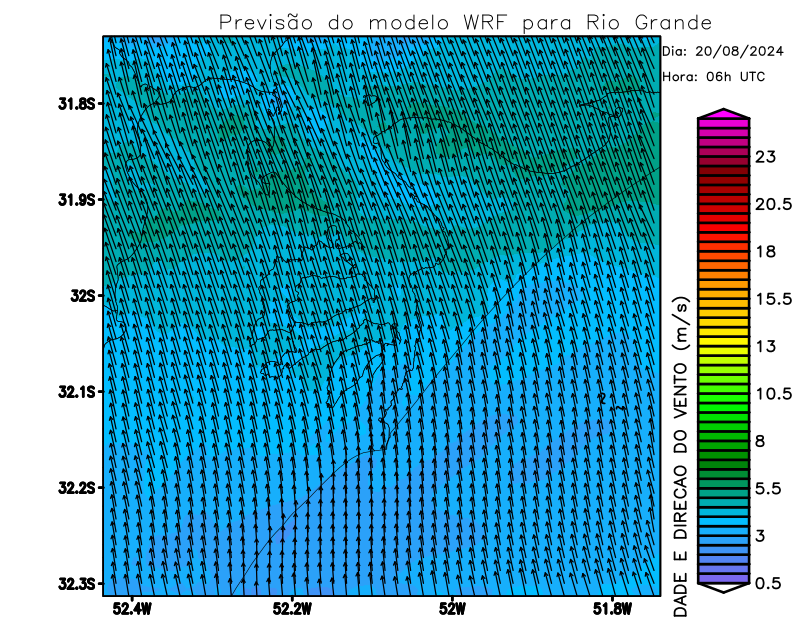 Previsão do modelo WRF para Rio Grande
Dia: 20/08/2024
Hora: 06h UTC
31.8S
31.9S
32S
32.1S
32.2S
32.3S
52.4W
52.2W
52W
51.8W
DADE E DIRECAO DO VENTO (m/s)
23
20.5
18
15.5
13
10.5
8
5.5
3
0.5